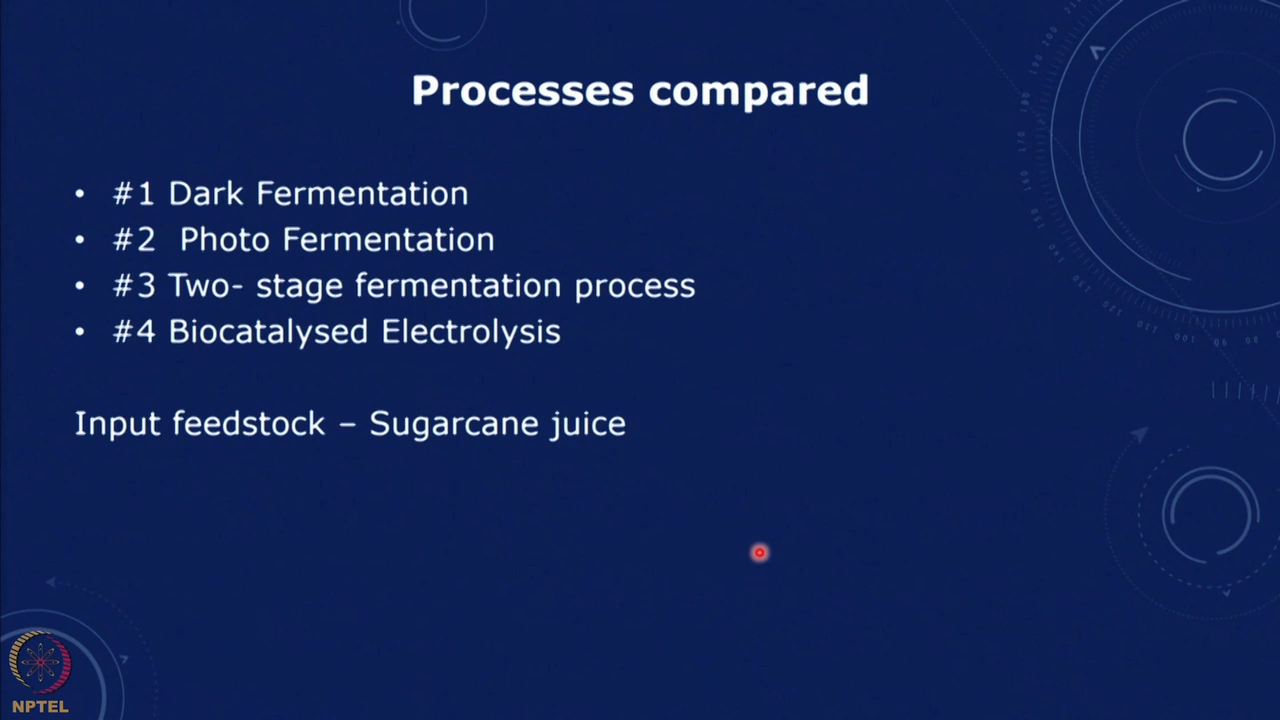 Processes compared
• #1 Dark Fermentation
• #2 Photo Fermentation
• #3 Two- stage fermentation process
• #4 Biocatalysed Electrolysis
Input feedstock – Sugarcane juice
NPTEL